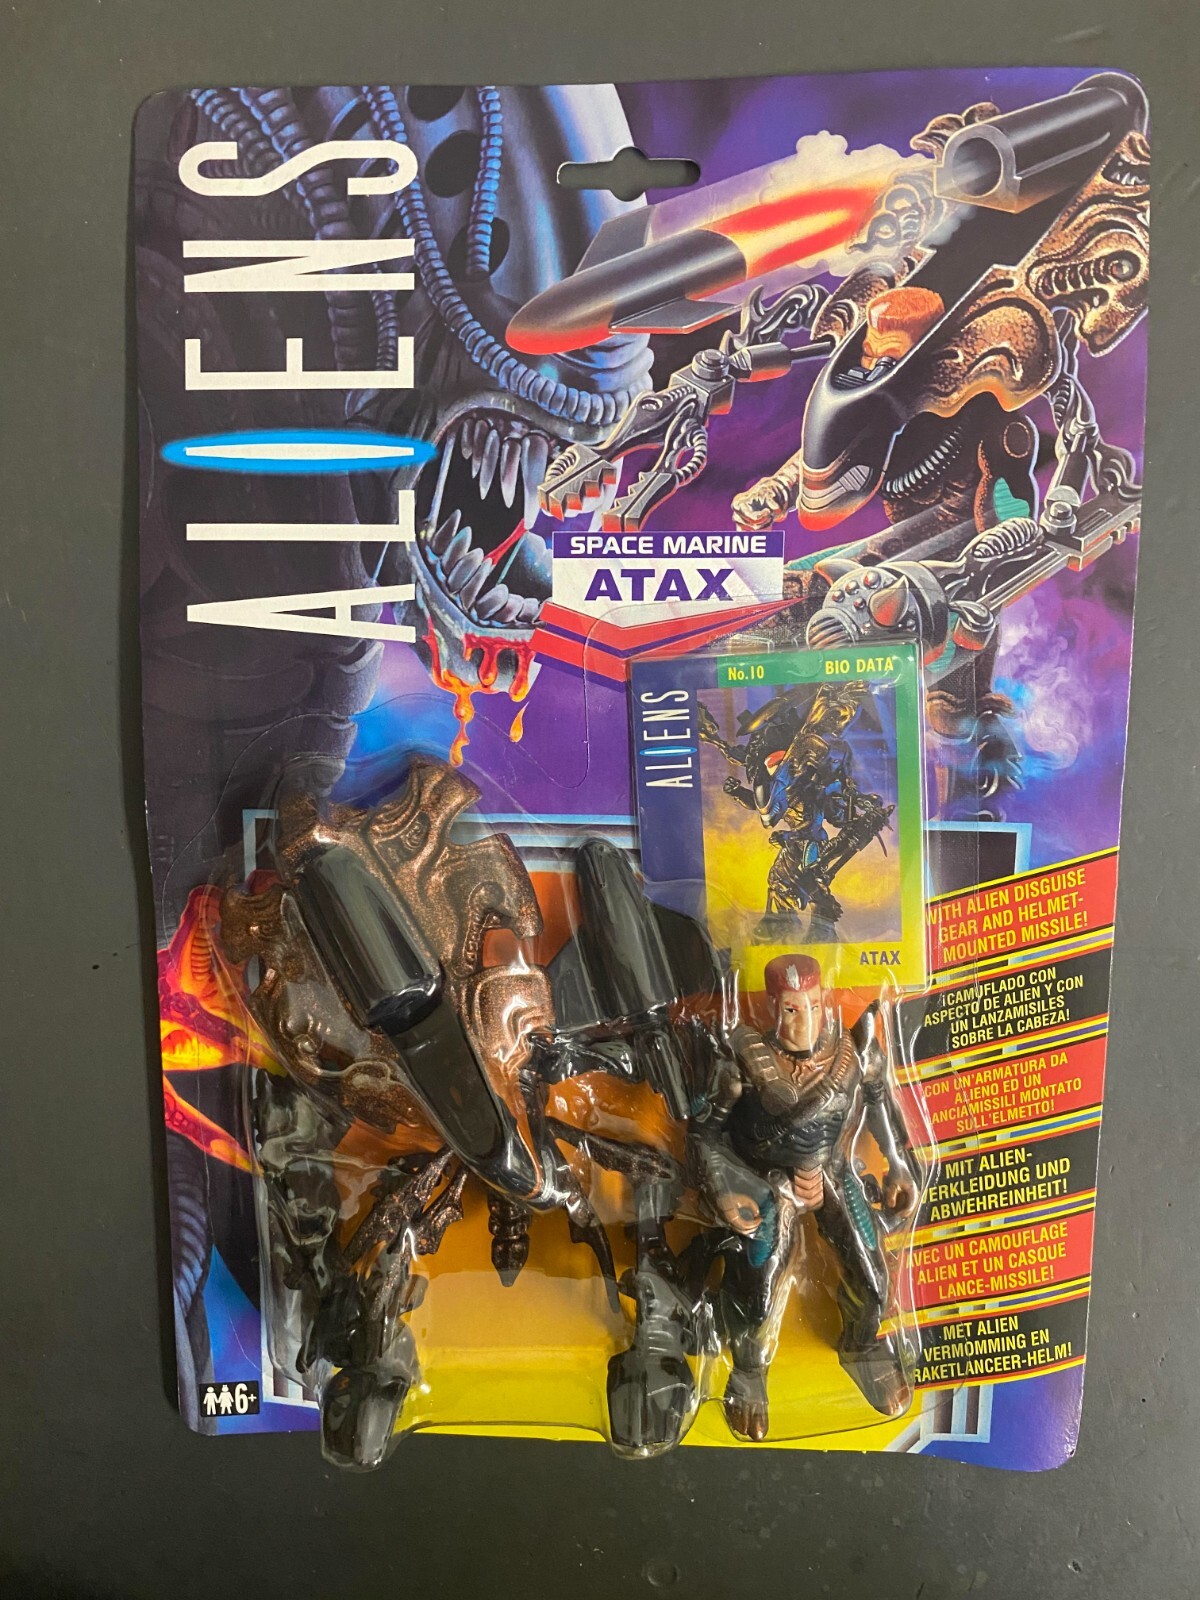 ALIENS
SPACE MARINE
ATAX
No.10
BIO DATA
ALIENS
ATAX
WITH ALIEN DISGUISE
GEAR AND HELMET-
MOUNTED MISSILE!
¡CAMUFLADO CON
ASPECTO DE ALIEN Y CON
UN LANZAMISILES
SOBRE LA CABEZA!
CON UN'ARMATURA DA
ALIENO ED UN
ANCIAMISSILI MONTATO
SULL'ELMETTO!
MIT ALIEN-
ERKLEIDUNG UND
ABWEHREINHEIT!
AVEC UN CAMOUFLAGE
ALIEN ET UN CASQUE
LANCE-MISSILE!
MET ALIEN
VERMOMMING EN
RAKETLANCEER-HELM!
6+